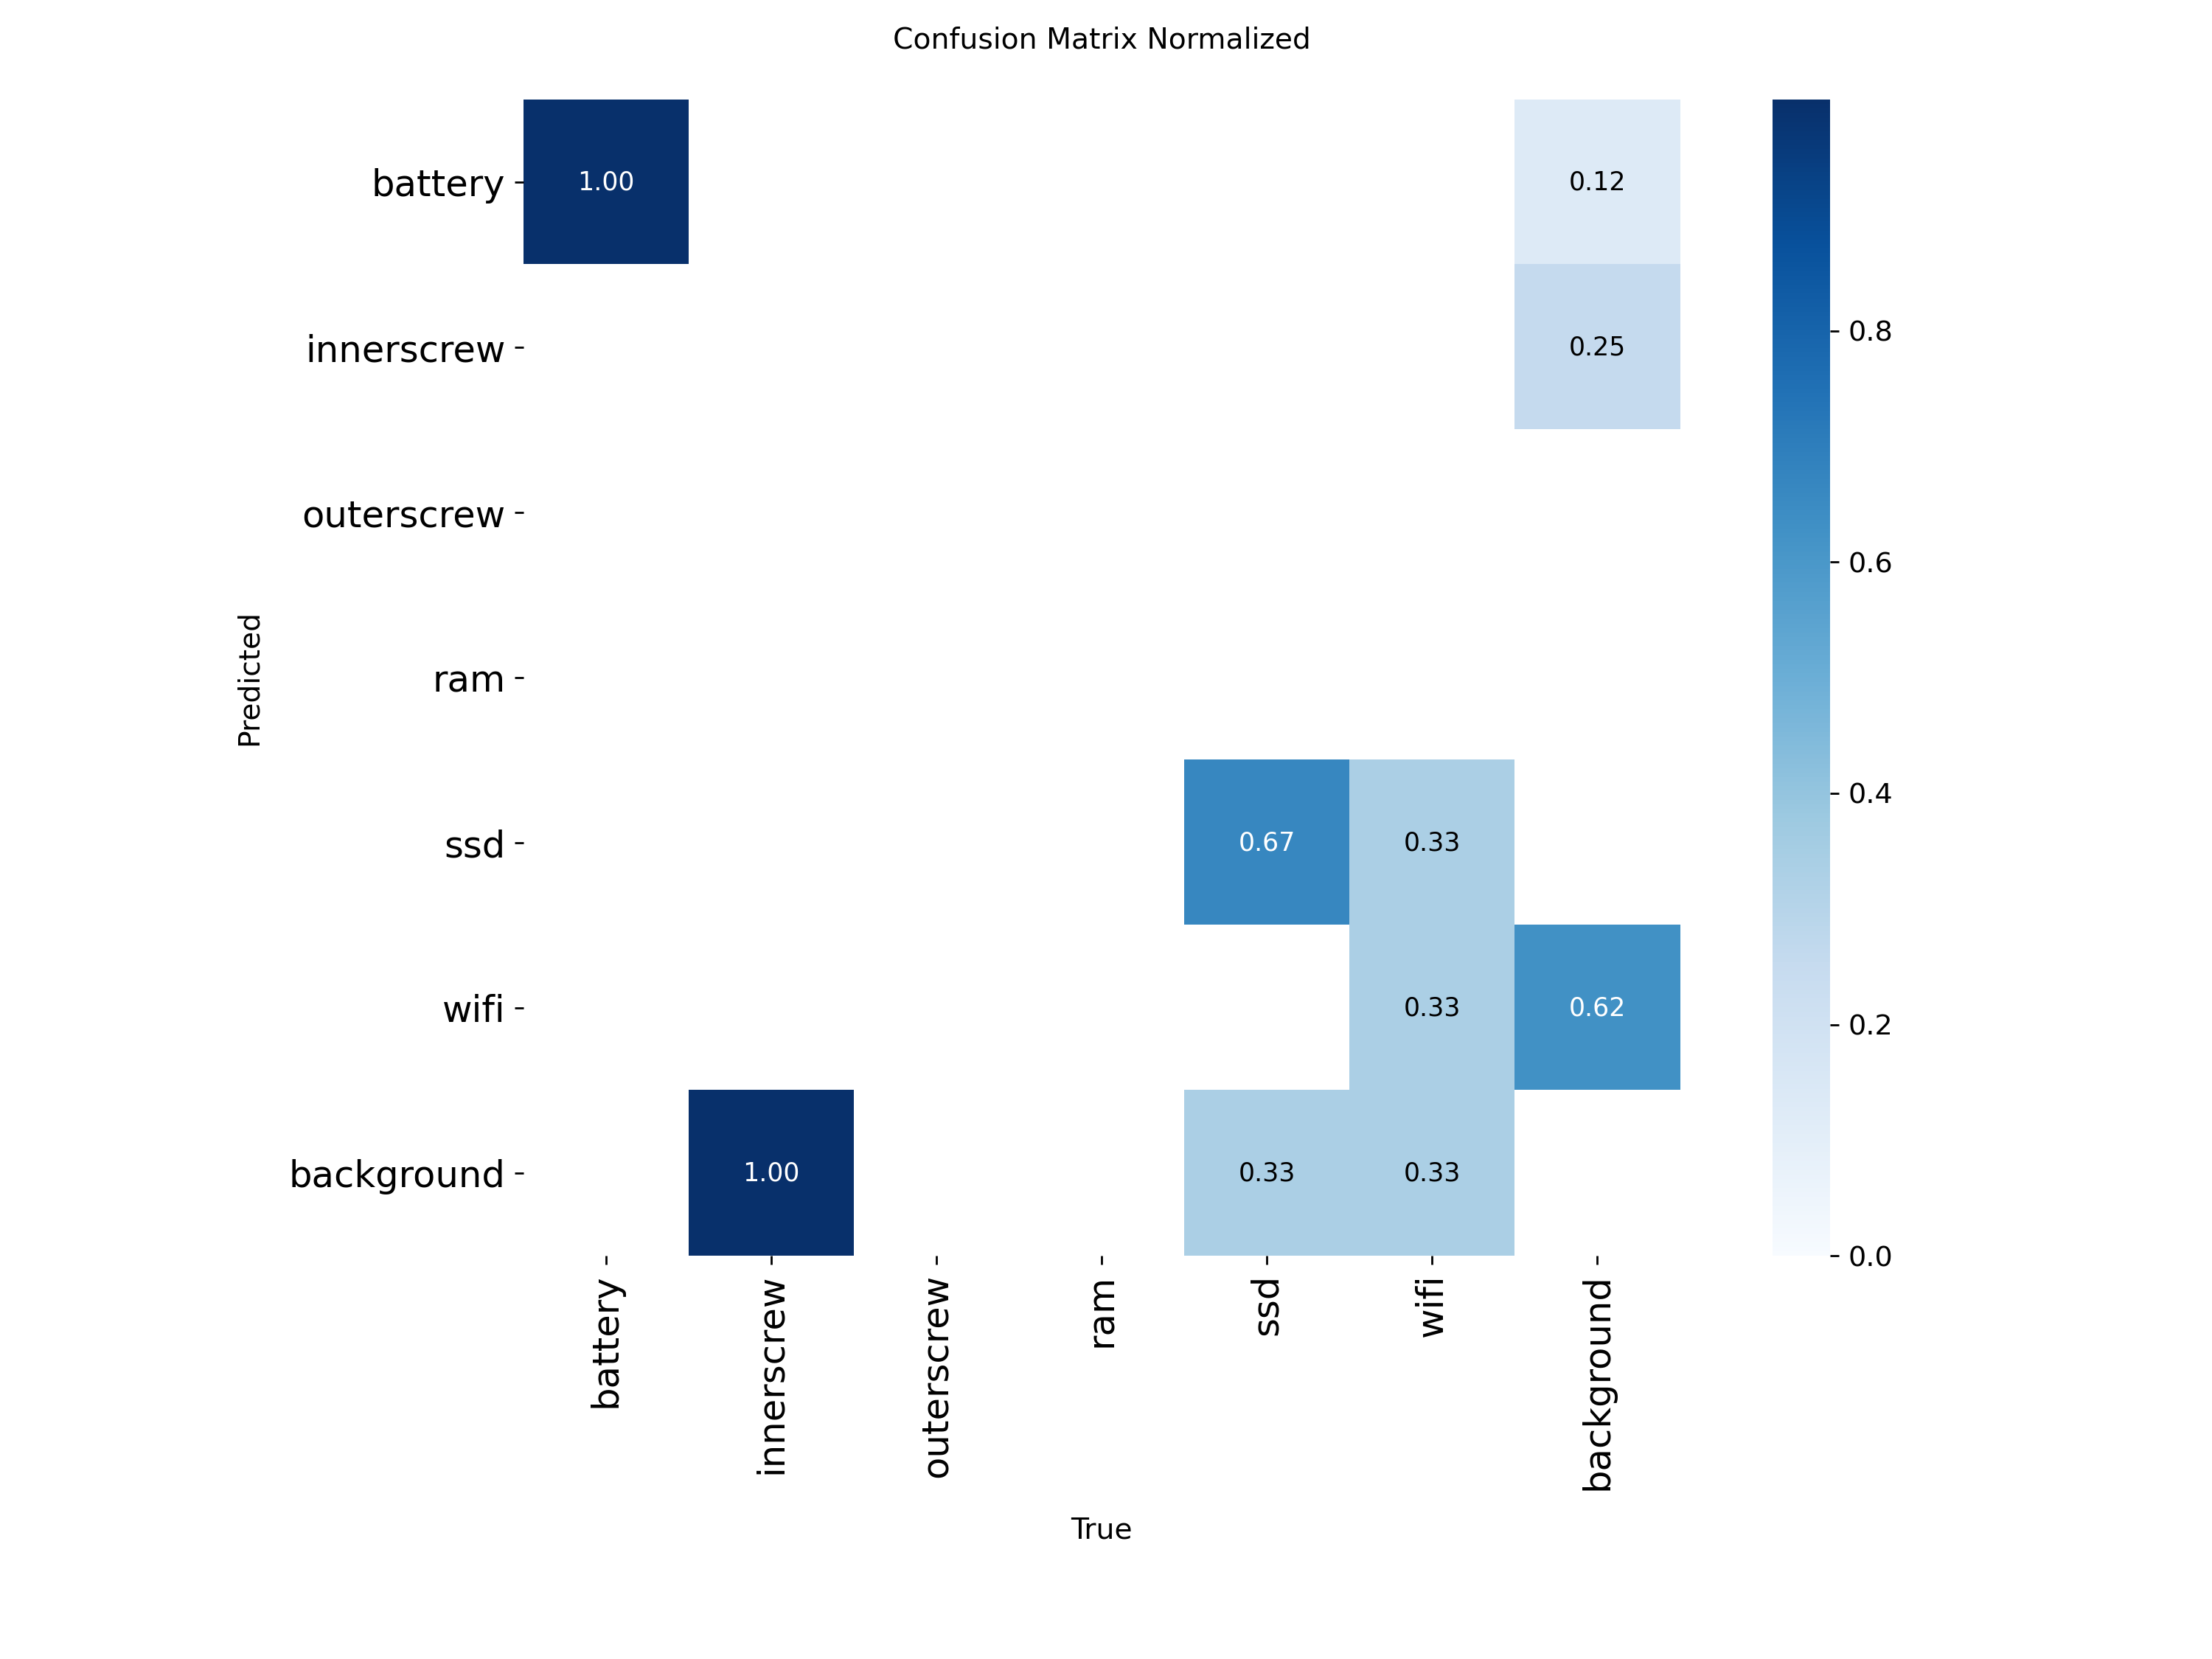 Confusion Matrix Normalized
battery
1.00
0.12
innerscrew
0.25
outerscrew
ram
ssd
0.67
0.33
wifi
0.33
0.62
background
1.00
0.33
0.33
Predicted
battery
innerscrew
outerscrew
ram
ssd
wifi
background
True
0.8
0.6
0.4
0.2
0.0